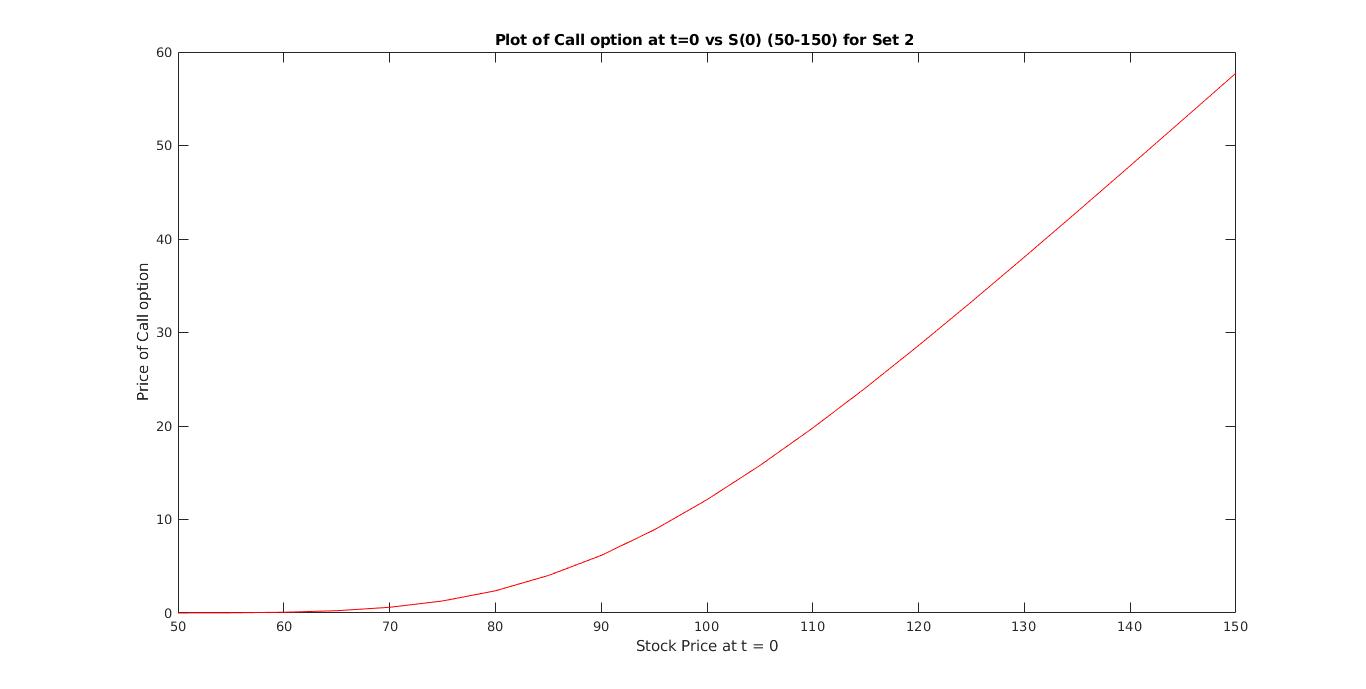 Plot of Call option at t=0 vs S(0) (50-150) for Set 2
60
50
40
30
20
10
0
Price of Call option
50 60 70 80 90 100 110 120 130 140 150
Stock Price at t = 0